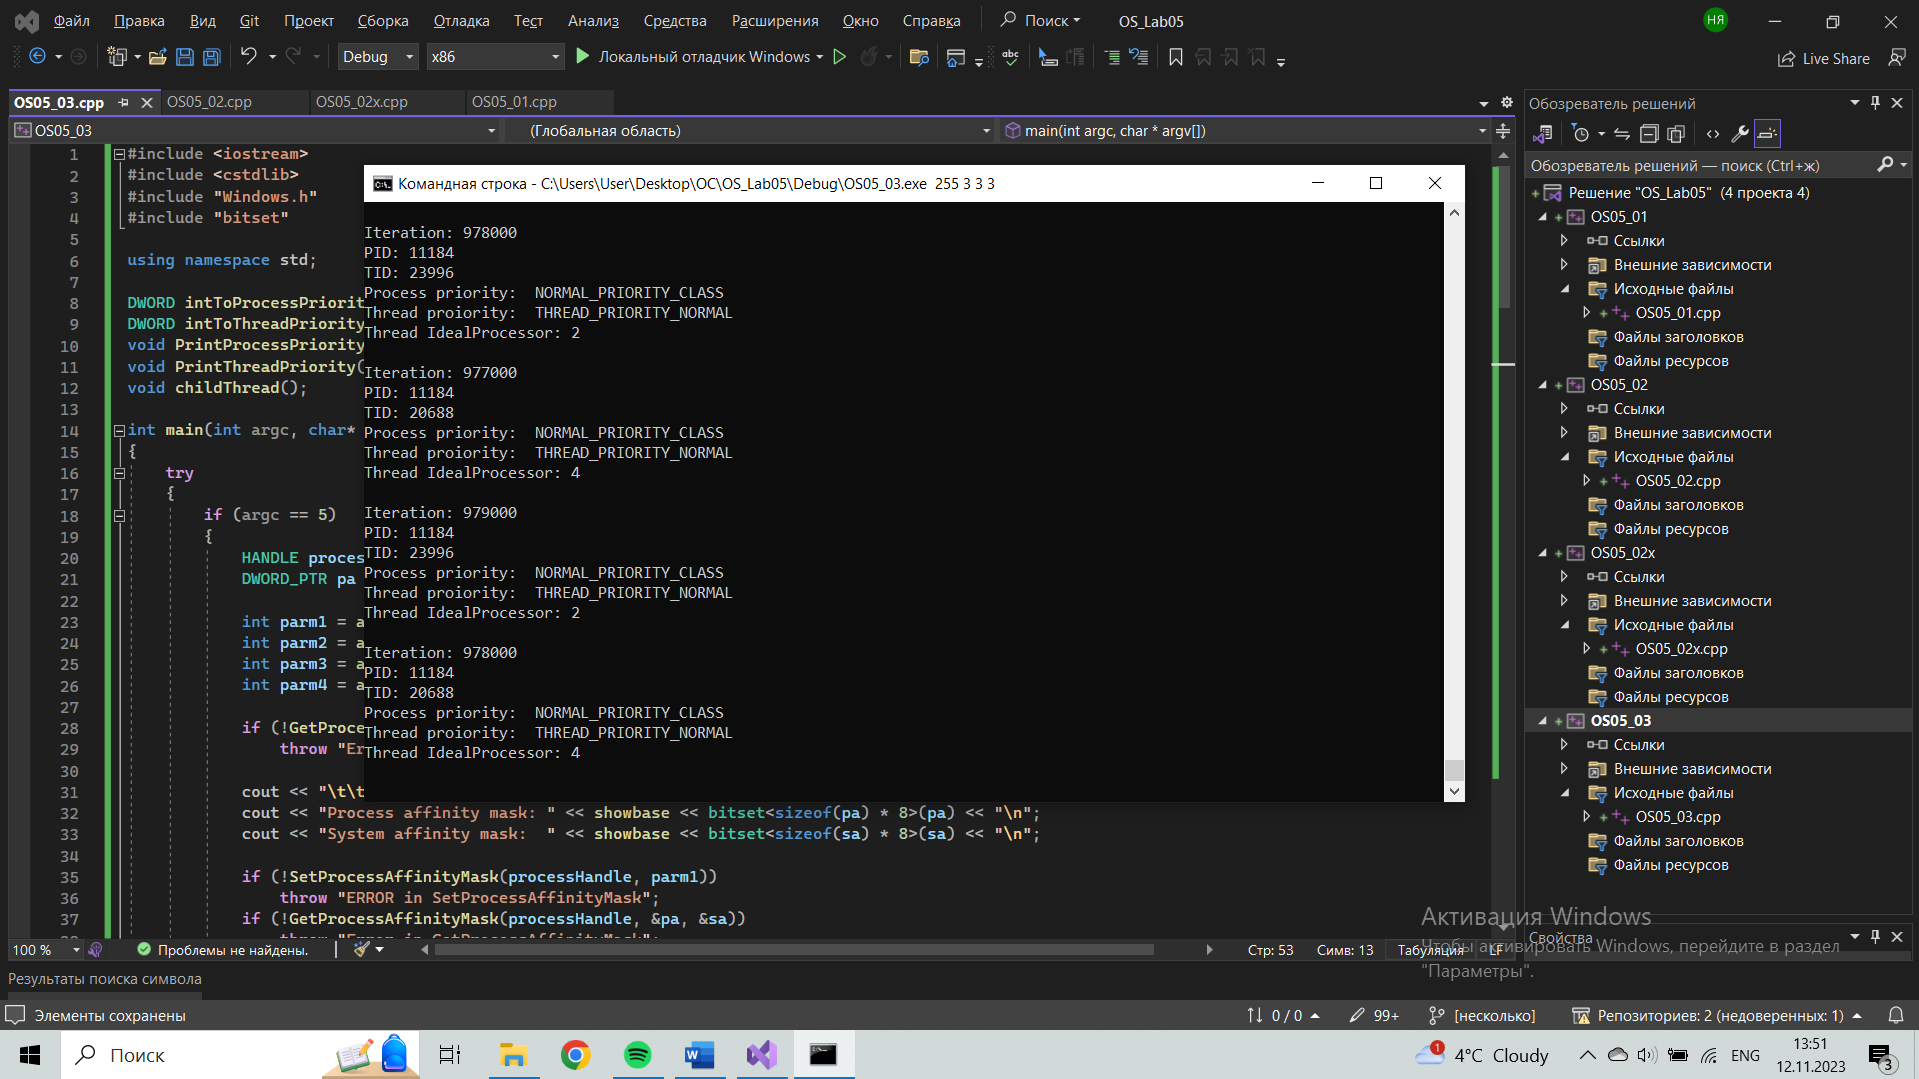 Файл Правка Вид Git Проект Сборка Отладка Тест Анализ Средства Расширения Окно Справка Поиск OS_Lab05 НЯ
Debug x86 Локальный отладчик Windows Live Share
OS05_03.cpp OS05_02.cpp OS05_02x.cpp OS05_01.cpp
OS05_03 (Глобальная область) main(int argc, char * argv[])
1 #include <iostream>
2 #include <cstdlib>
3 #include "Windows.h"
4 #include "bitset"
5
6 using namespace std;
7
8 DWORD intToProcessPriorit
9 DWORD intToThreadPriority
10 void PrintProcessPriority
11 void PrintThreadPriority(
12 void childThread();
13
14 int main(int argc, char*
15 {
16 try
17 {
18 if (argc == 5)
19 {
20 HANDLE proces
21 DWORD_PTR pa
22
23 int parm1 = a
24 int parm2 = a
25 int parm3 = a
26 int parm4 = a
27
28 if (!GetProce
29 throw "Er
30
31 cout << "\t\t
32 cout << "Process affinity mask: " << showbase << bitset<sizeof(pa) * 8>(pa) << "\n";
33 cout << "System affinity mask:  " << showbase << bitset<sizeof(sa) * 8>(sa) << "\n";
34
35 if (!SetProcessAffinityMask(processHandle, parm1))
36 throw "ERROR in SetProcessAffinityMask";
37 if (!GetProcessAffinityMask(processHandle, &pa, &sa))
Командная строка - C:\Users\User\Desktop\OC\OS_Lab05\Debug\OS05_03.exe  255 3 3 3
Iteration: 978000
PID: 11184
TID: 23996
Process priority:  NORMAL_PRIORITY_CLASS
Thread proiority:  THREAD_PRIORITY_NORMAL
Thread IdealProcessor: 2
Iteration: 977000
PID: 11184
TID: 20688
Process priority:  NORMAL_PRIORITY_CLASS
Thread proiority:  THREAD_PRIORITY_NORMAL
Thread IdealProcessor: 4
Iteration: 979000
PID: 11184
TID: 23996
Process priority:  NORMAL_PRIORITY_CLASS
Thread proiority:  THREAD_PRIORITY_NORMAL
Thread IdealProcessor: 2
Iteration: 978000
PID: 11184
TID: 20688
Process priority:  NORMAL_PRIORITY_CLASS
Thread proiority:  THREAD_PRIORITY_NORMAL
Thread IdealProcessor: 4
Обозреватель решений
Обозреватель решений — поиск (Ctrl+ж)
Решение "OS_Lab05" (4 проекта 4)
OS05_01
Ссылки
Внешние зависимости
Исходные файлы
OS05_01.cpp
Файлы заголовков
Файлы ресурсов
OS05_02
Ссылки
Внешние зависимости
Исходные файлы
OS05_02.cpp
Файлы заголовков
Файлы ресурсов
OS05_02x
Ссылки
Внешние зависимости
Исходные файлы
OS05_02x.cpp
Файлы заголовков
Файлы ресурсов
OS05_03
Ссылки
Внешние зависимости
Исходные файлы
OS05_03.cpp
Файлы заголовков
Файлы ресурсов
Активация Windows
Чтобы активировать Windows, перейдите в раздел
"Параметры".
Свойства
100 % Проблемы не найдены. Стр: 53 Симв: 13 Табуляция LF
Результаты поиска символа
Элементы сохранены 0 / 0 99+ [несколько] Репозиториев: 2 (недоверенных: 1)
Поиск 1 4°C Cloudy ENG 13:51
12.11.2023 3